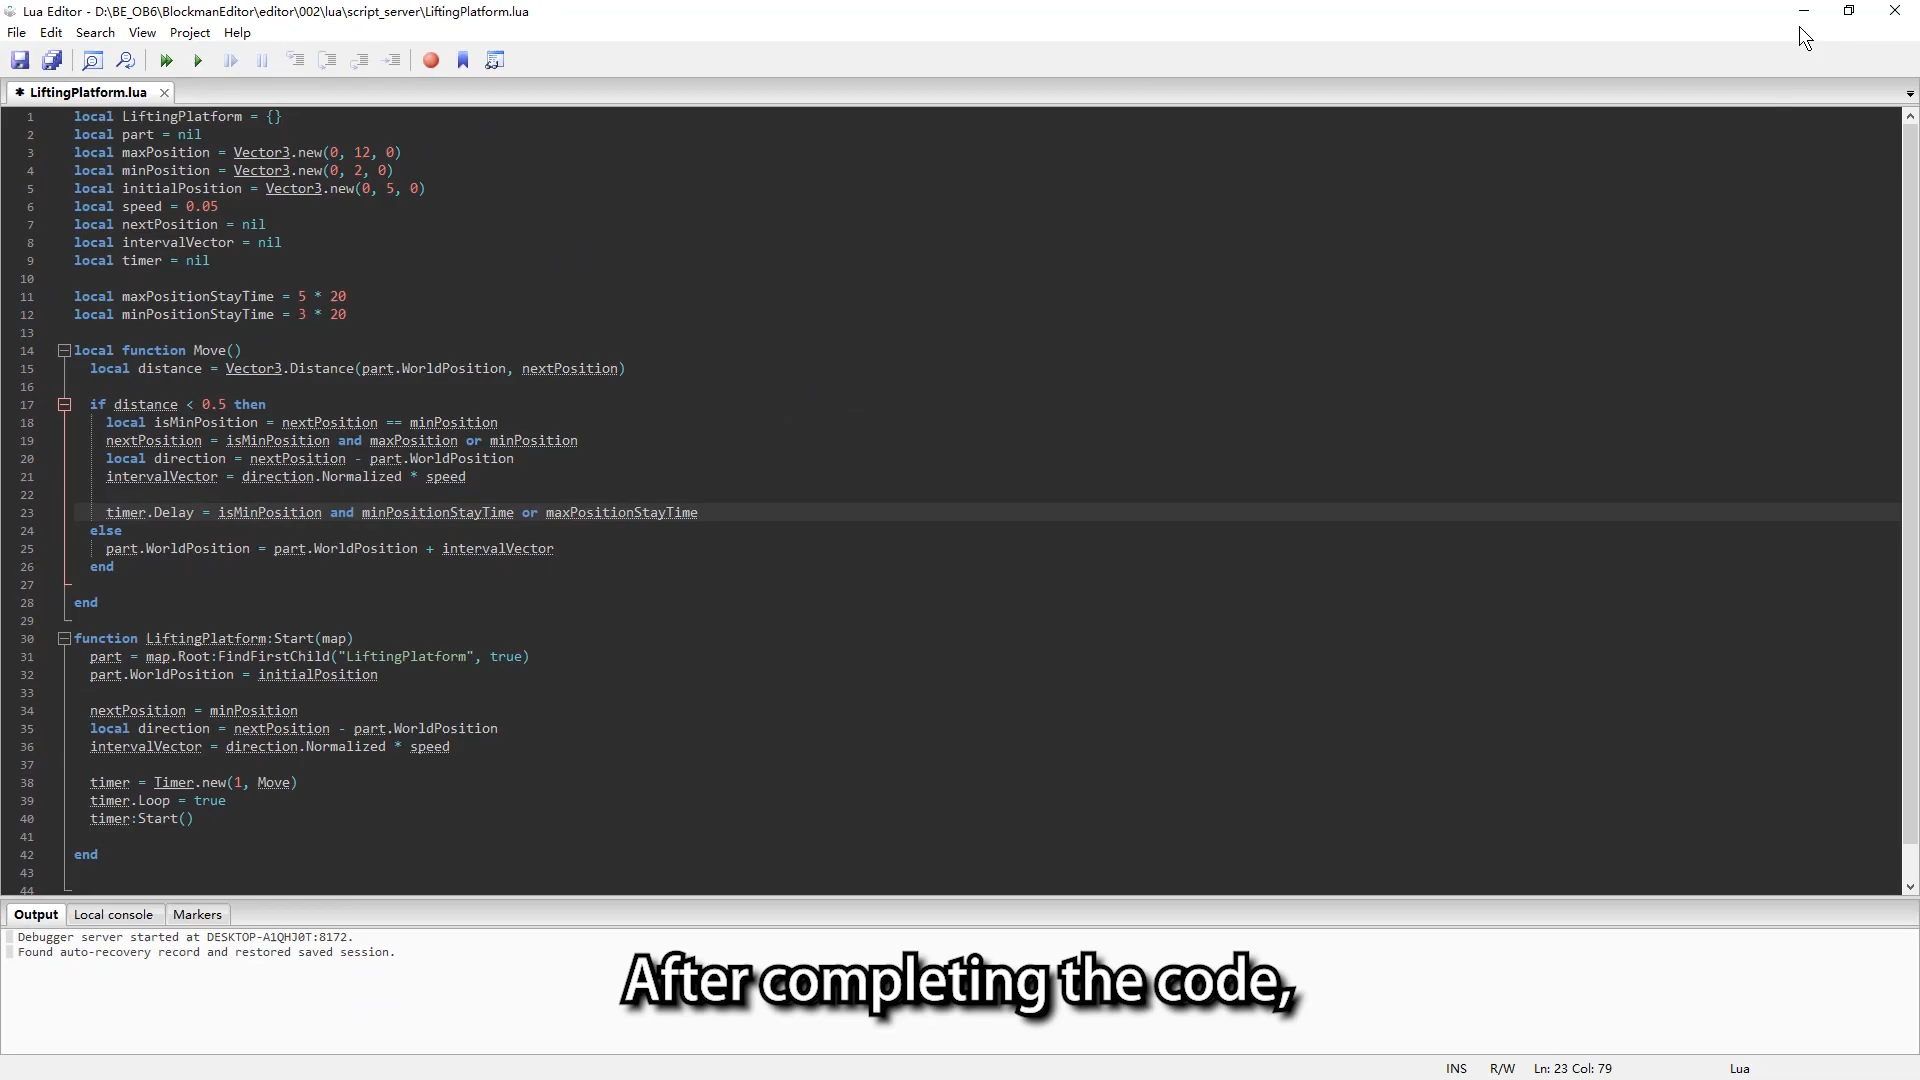 Lua Editor - D:\BE_OB6\BlockmanEditor\editor\002\lua\script_server\LiftingPlatform.lua
File Edit Search View Project Help
✱ LiftingPlatform.lua
1 local LiftingPlatform = {}
2 local part = nil
3 local maxPosition = Vector3.new(0, 12, 0)
4 local minPosition = Vector3.new(0, 2, 0)
5 local initialPosition = Vector3.new(0, 5, 0)
6 local speed = 0.05
7 local nextPosition = nil
8 local intervalVector = nil
9 local timer = nil
10
11 local maxPositionStayTime = 5 * 20
12 local minPositionStayTime = 3 * 20
13
14 local function Move()
15 local distance = Vector3.Distance(part.WorldPosition, nextPosition)
16
17 if distance < 0.5 then
18 local isMinPosition = nextPosition == minPosition
19 nextPosition = isMinPosition and maxPosition or minPosition
20 local direction = nextPosition - part.WorldPosition
21 intervalVector = direction.Normalized * speed
22
23 timer.Delay = isMinPosition and minPositionStayTime or maxPositionStayTime
24 else
25 part.WorldPosition = part.WorldPosition + intervalVector
26 end
27
28 end
29
30 function LiftingPlatform:Start(map)
31 part = map.Root:FindFirstChild("LiftingPlatform", true)
32 part.WorldPosition = initialPosition
33
34 nextPosition = minPosition
35 local direction = nextPosition - part.WorldPosition
36 intervalVector = direction.Normalized * speed
37
38 timer = Timer.new(1, Move)
39 timer.Loop = true
40 timer:Start()
41
42 end
43
44
Output Local console Markers
Debugger server started at DESKTOP-A1QHJ0T:8172.
Found auto-recovery record and restored saved session.
After completing the code,
INS R/W Ln: 23 Col: 79 Lua